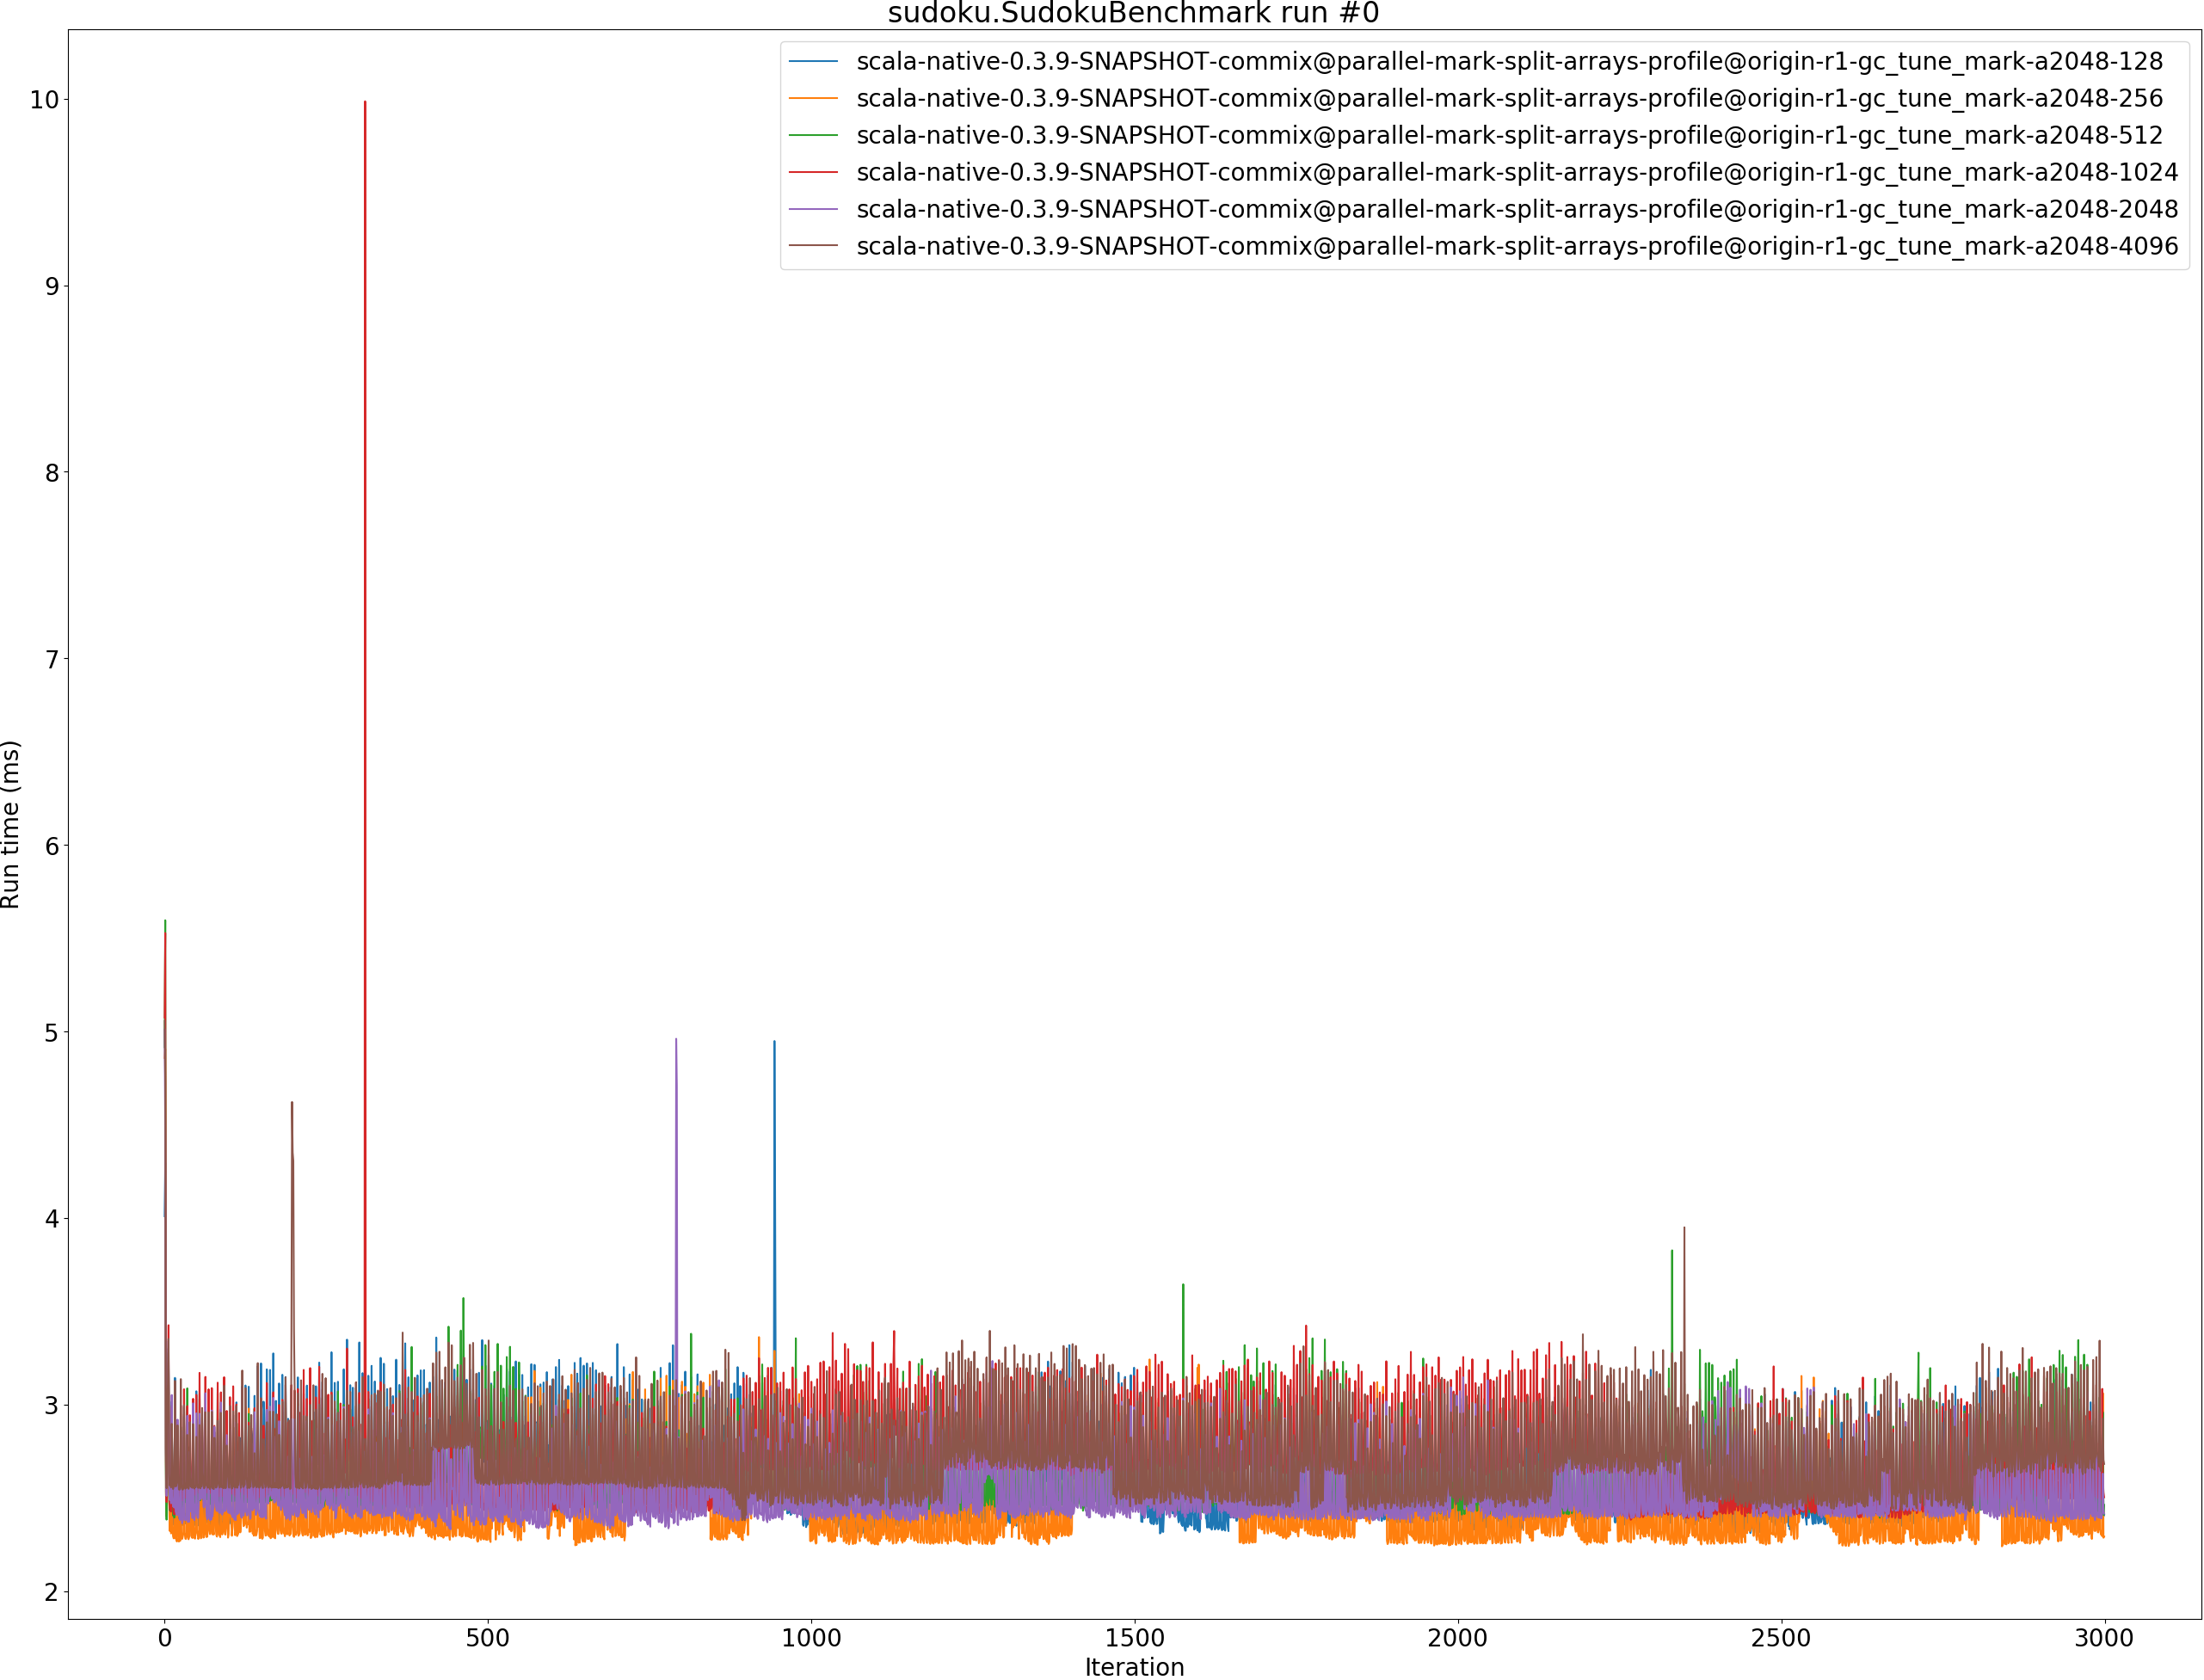 sudoku.SudokuBenchmark run #0
scala-native-0.3.9-SNAPSHOT-commix@parallel-mark-split-arrays-profile@origin-r1-gc_tune_mark-a2048-128
scala-native-0.3.9-SNAPSHOT-commix@parallel-mark-split-arrays-profile@origin-r1-gc_tune_mark-a2048-256
scala-native-0.3.9-SNAPSHOT-commix@parallel-mark-split-arrays-profile@origin-r1-gc_tune_mark-a2048-512
scala-native-0.3.9-SNAPSHOT-commix@parallel-mark-split-arrays-profile@origin-r1-gc_tune_mark-a2048-1024
scala-native-0.3.9-SNAPSHOT-commix@parallel-mark-split-arrays-profile@origin-r1-gc_tune_mark-a2048-2048
scala-native-0.3.9-SNAPSHOT-commix@parallel-mark-split-arrays-profile@origin-r1-gc_tune_mark-a2048-4096
10
9
8
7
6
5
4
3
2
Run time (ms)
0 500 1000 1500 2000 2500 3000
Iteration